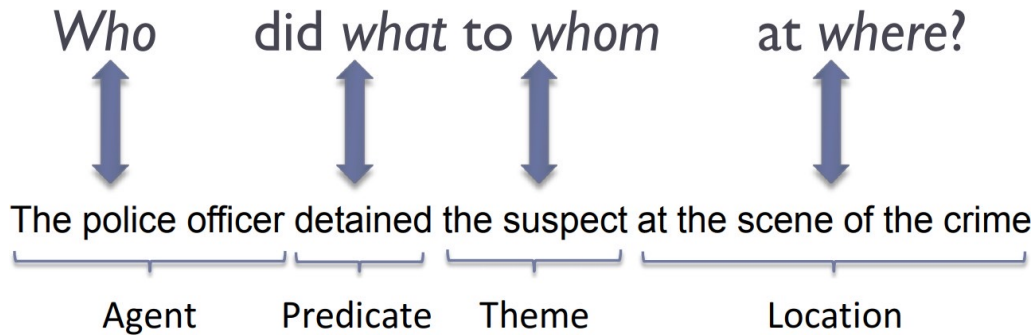 Who did what to whom at where?
The police officer detained the suspect at the scene of the crime
Agent Predicate Theme Location